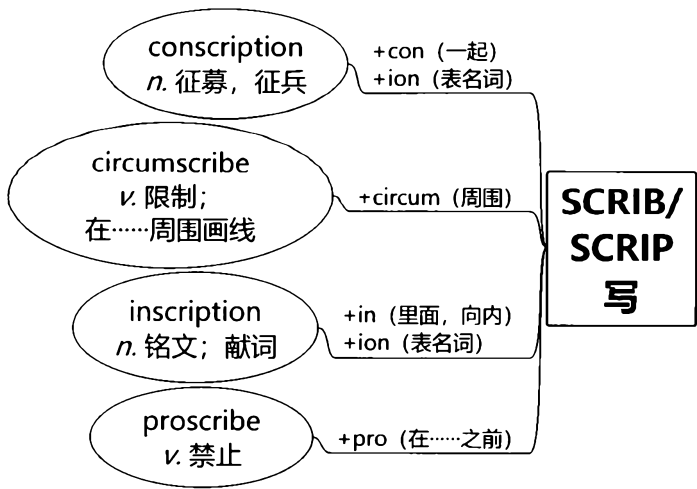 conscription
n. 征募，征兵
+con（一起）
+ion（表名词）
circumscribe
v. 限制；
在……周围画线
+circum（周围）
SCRIB/
SCRIP
写
inscription
n. 铭文；献词
+in（里面，向内）
+ion（表名词）
proscribe
v. 禁止
+pro（在……之前）